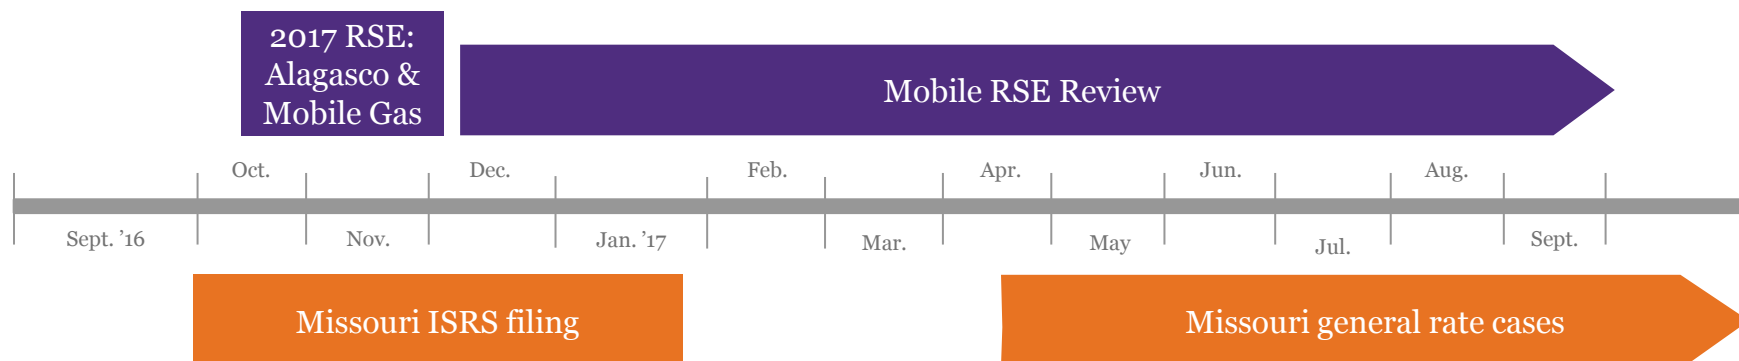 2017 RSE:
Alagasco &
Mobile Gas
Mobile RSE Review
Oct.
Dec.
Feb.
Apr.
Jun.
Aug.
Sept. ’16
Nov.
Jan. ’17
Mar.
May
Jul.
Sept.
Missouri ISRS filing
Missouri general rate cases